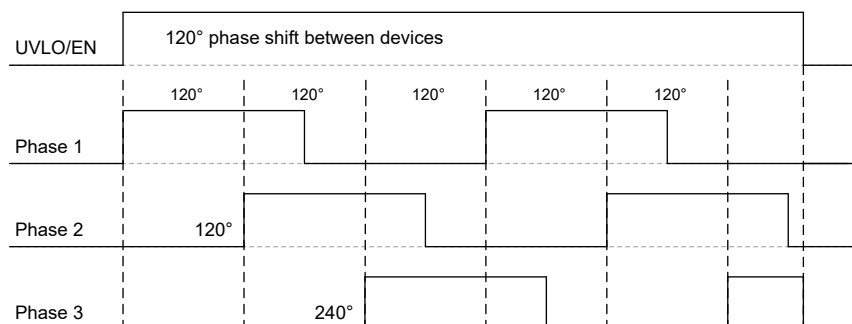 UVLO/EN
120° phase shift between devices
120° 120° 120° 120° 120°
Phase 1
Phase 2
120°
Phase 3
240°